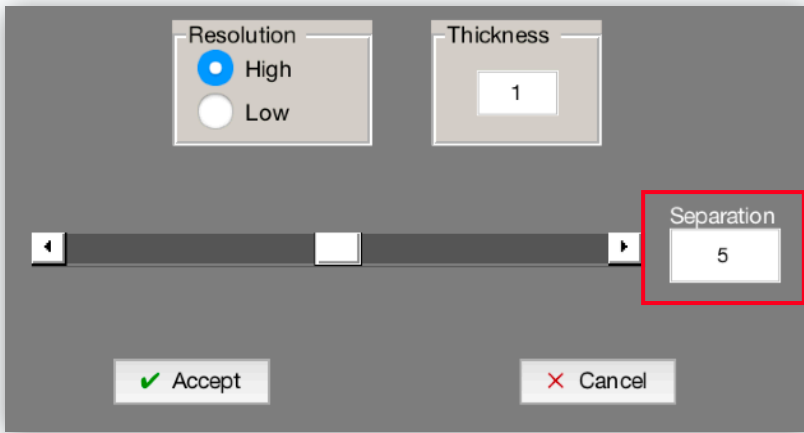 Resolution
High
Low
Thickness
1
Separation
5
Accept
Cancel